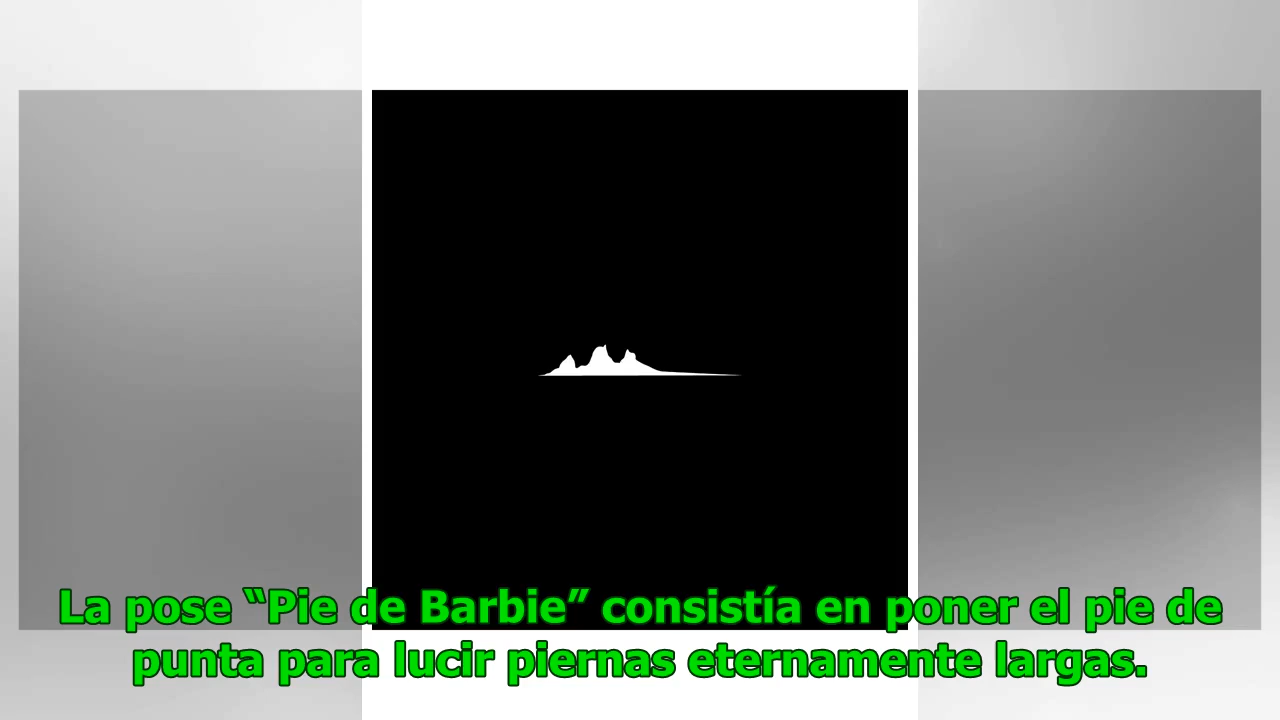 La pose “Pie de Barbie” consistía en poner el pie de
punta para lucir piernas eternamente largas.